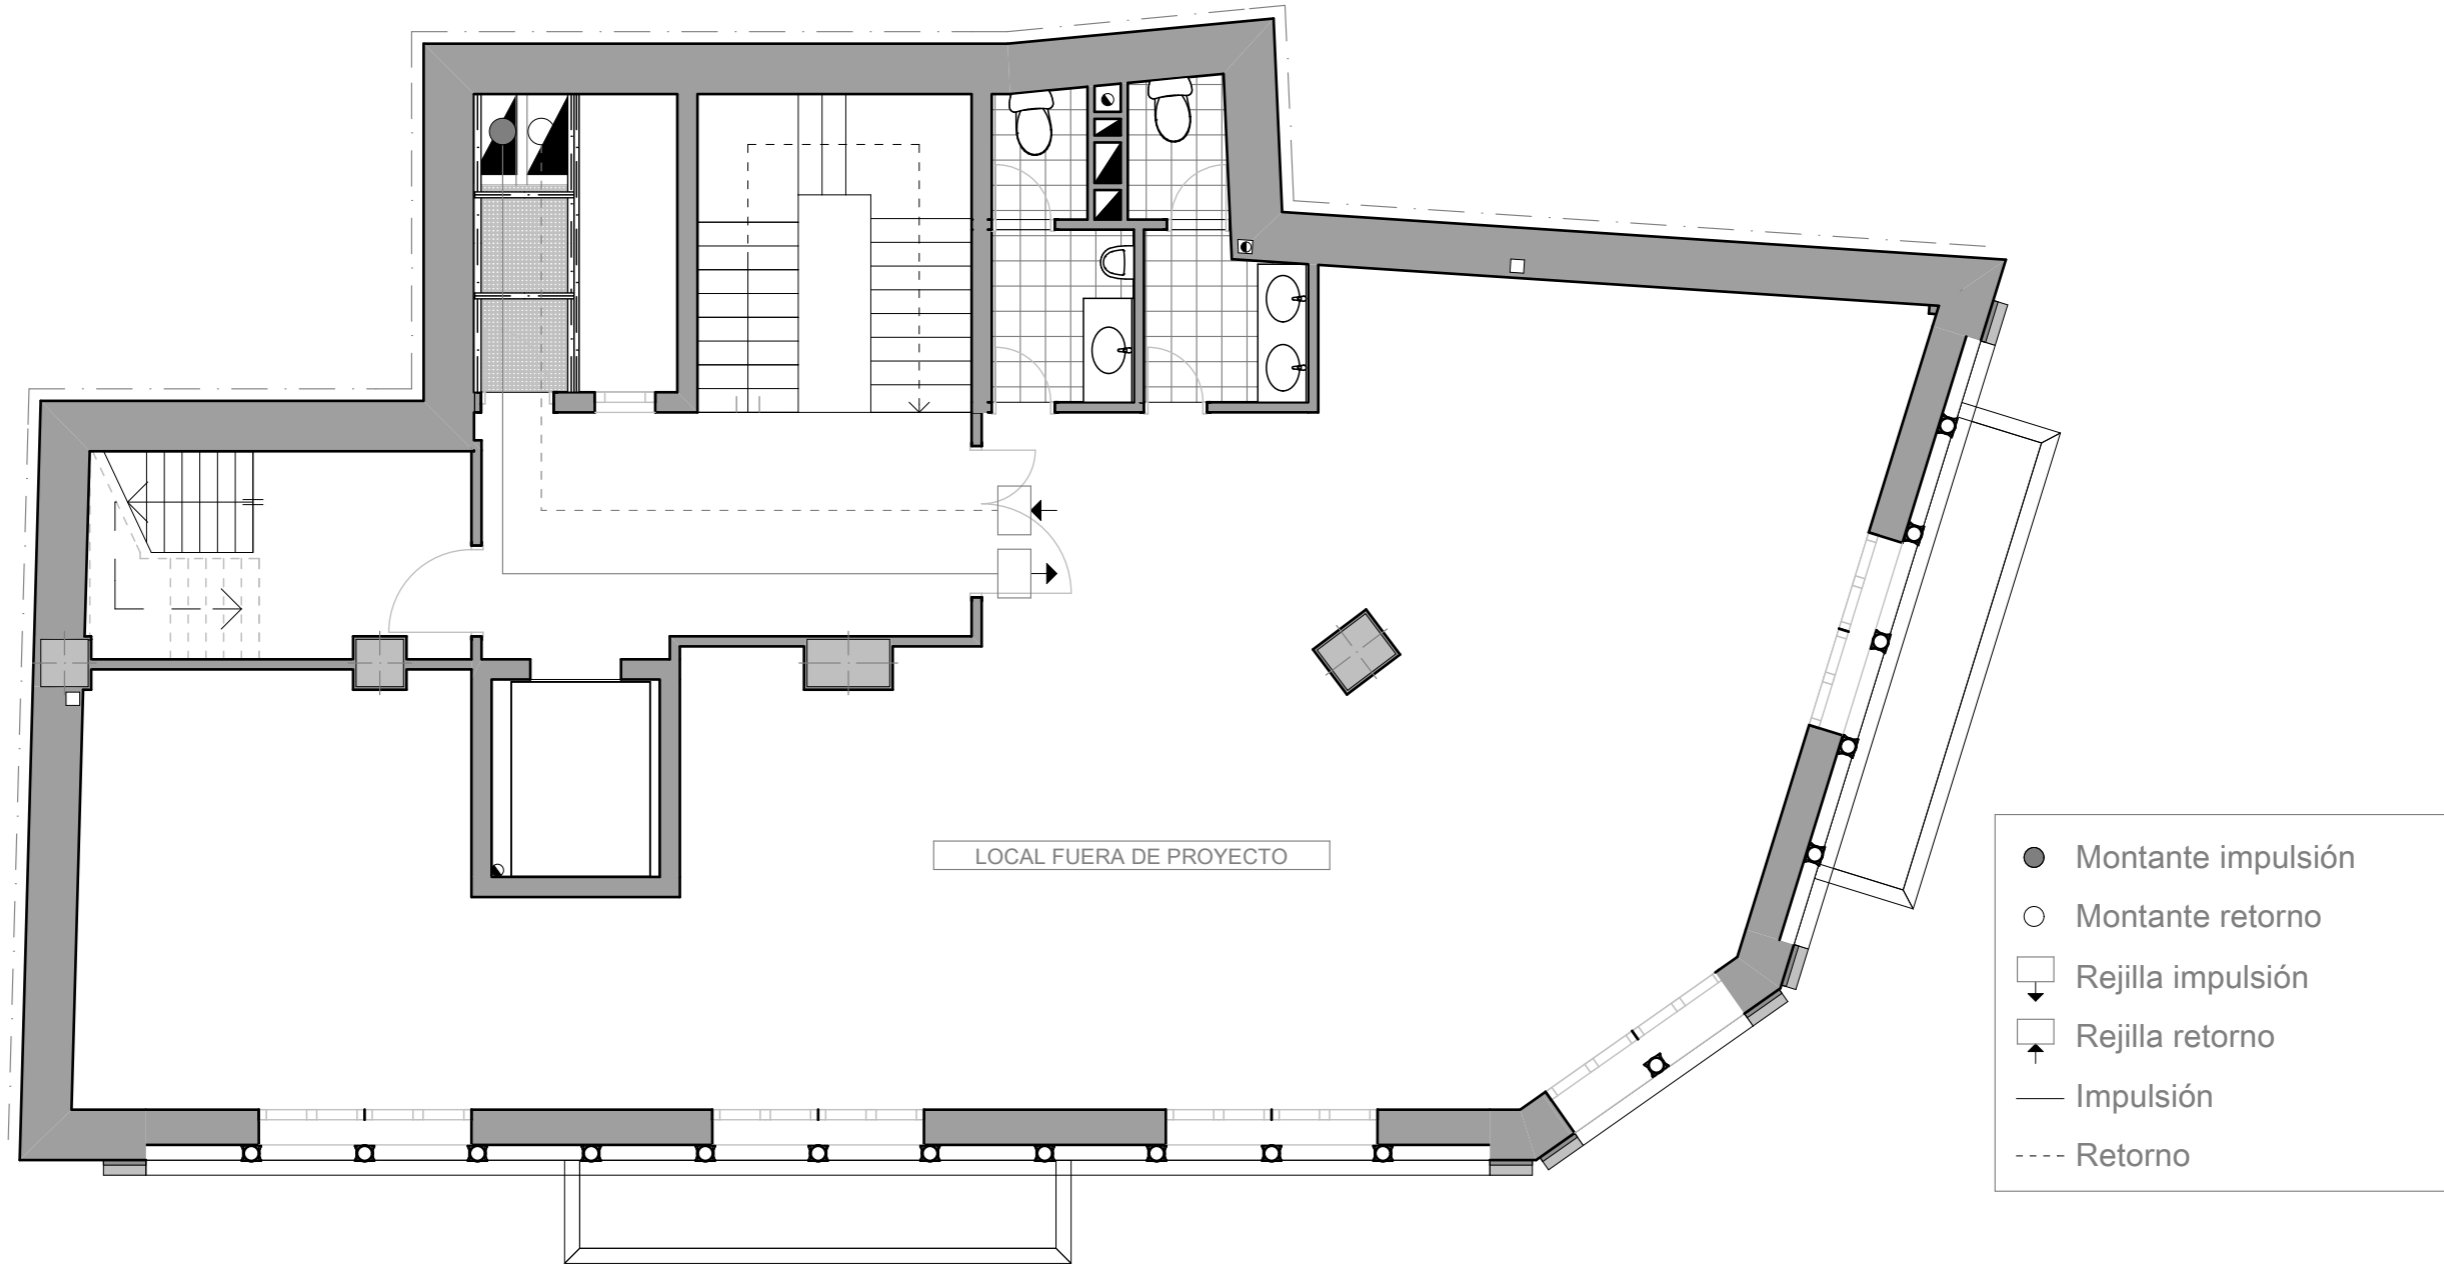 LOCAL FUERA DE PROYECTO
Montante impulsión
Montante retorno
Rejilla impulsión
Rejilla retorno
Impulsión
Retorno